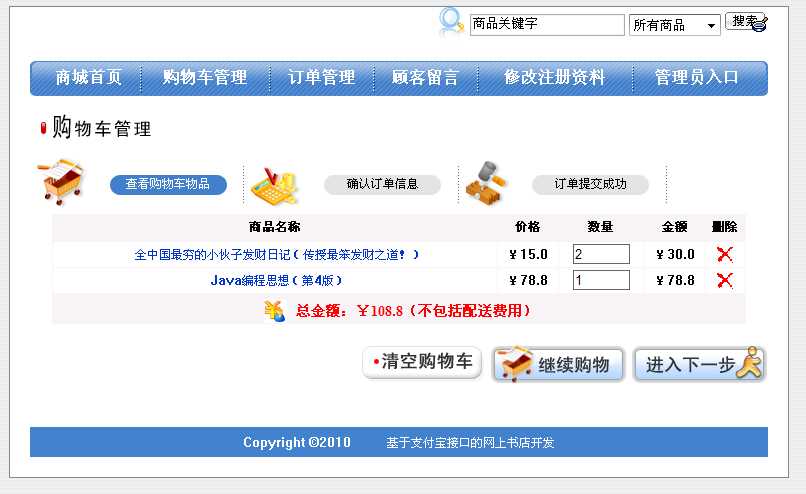 商品关键字 所有商品 搜索
商城首页 购物车管理 订单管理 顾客留言 修改注册资料 管理员入口
购物车管理
查看购物车物品 确认订单信息 订单提交成功
商品名称 价格 数量 金额 删除
全中国最穷的小伙子发财日记（传授最笨发财之道！） ￥15.0 2 ￥30.0
Java编程思想（第4版） ￥78.8 1 ￥78.8
总金额：￥108.8（不包括配送费用）
清空购物车 继续购物 进入下一步
Copyright ©2010 基于支付宝接口的网上书店开发